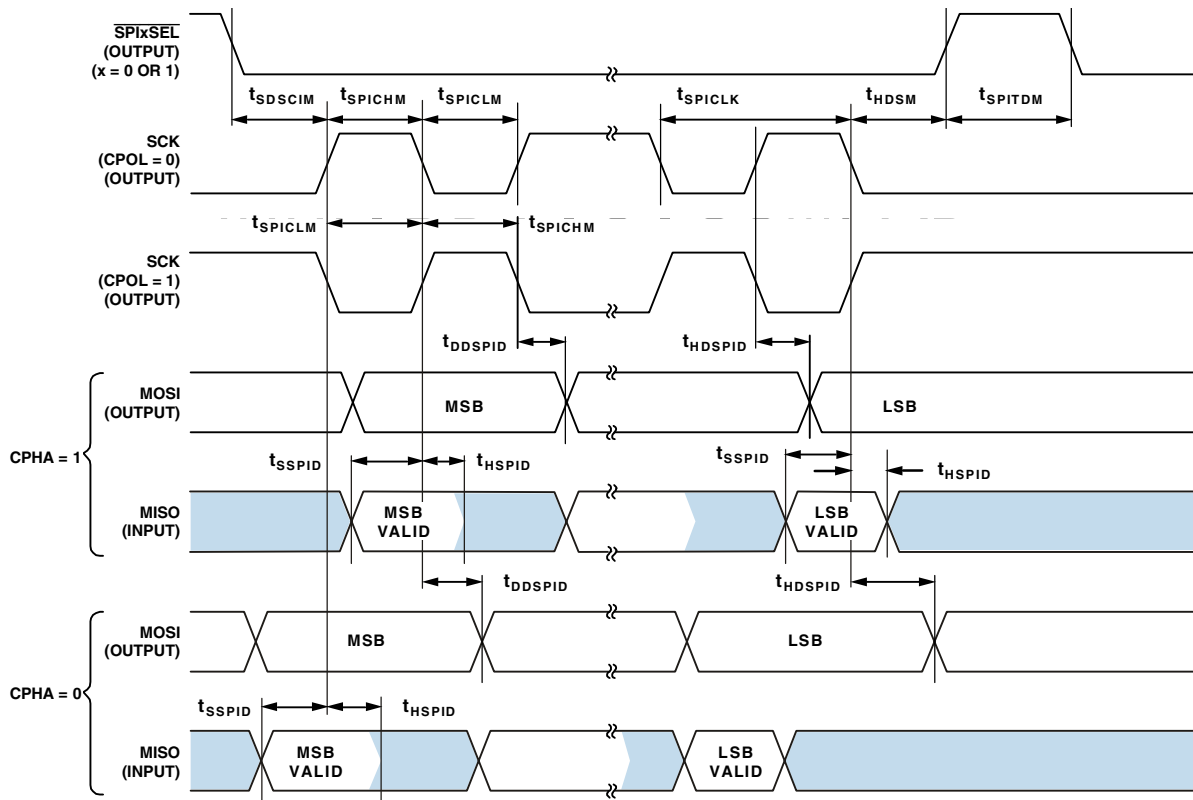 SPIxSEL
(OUTPUT)
(x = 0 OR 1)
tSDSCIM tSPICHM tSPICLM tSPICLK tHDSM tSPITDM
SCK
(CPOL = 0)
(OUTPUT)
tSPICLM tSPICHM
SCK
(CPOL = 1)
(OUTPUT)
tDDSPID tHDSPID
CPHA = 1
MOSI
(OUTPUT)
MSB LSB
tSSPID tHSPID tSSPID tHSPID
MISO
(INPUT)
MSB
VALID
LSB
VALID
tDDSPID tHDSPID
CPHA = 0
MOSI
(OUTPUT)
MSB LSB
tSSPID tHSPID
MISO
(INPUT)
MSB
VALID
LSB
VALID